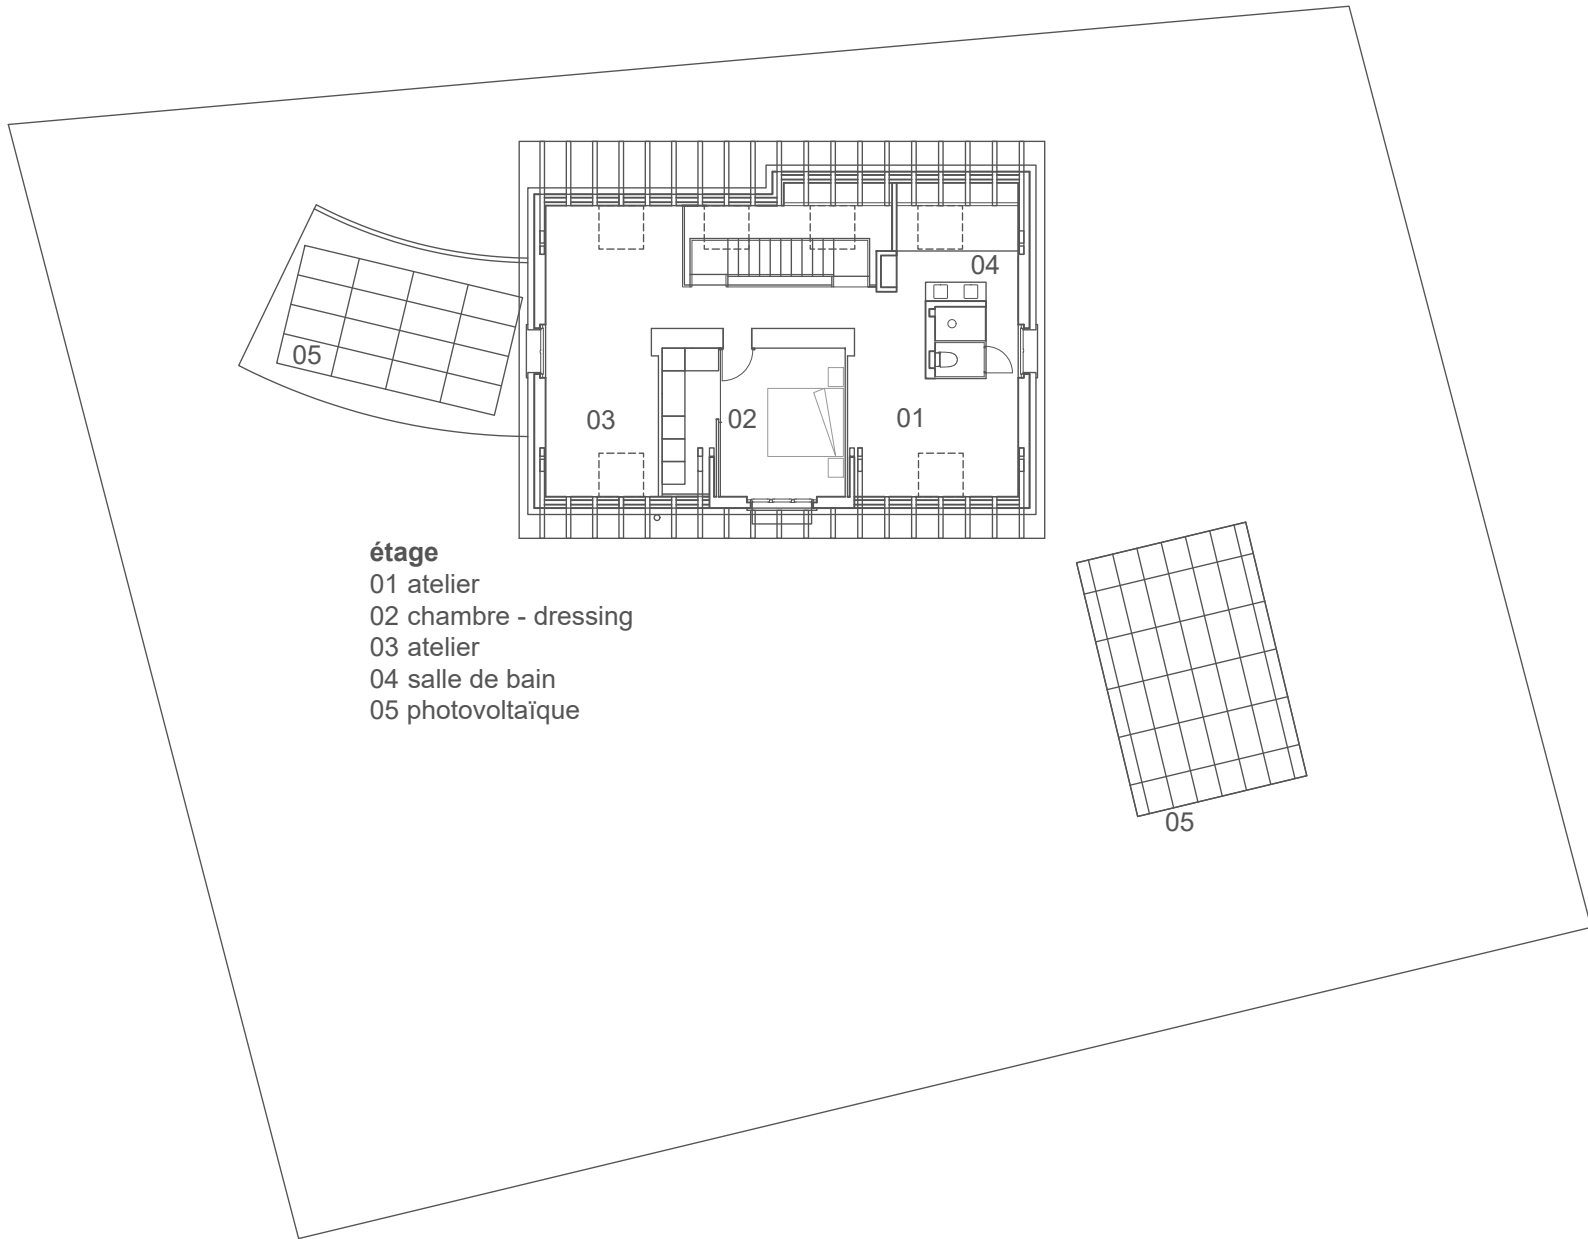 04
05
03
02
01
étage
01 atelier
02 chambre - dressing
03 atelier
04 salle de bain
05 photovoltaïque
05